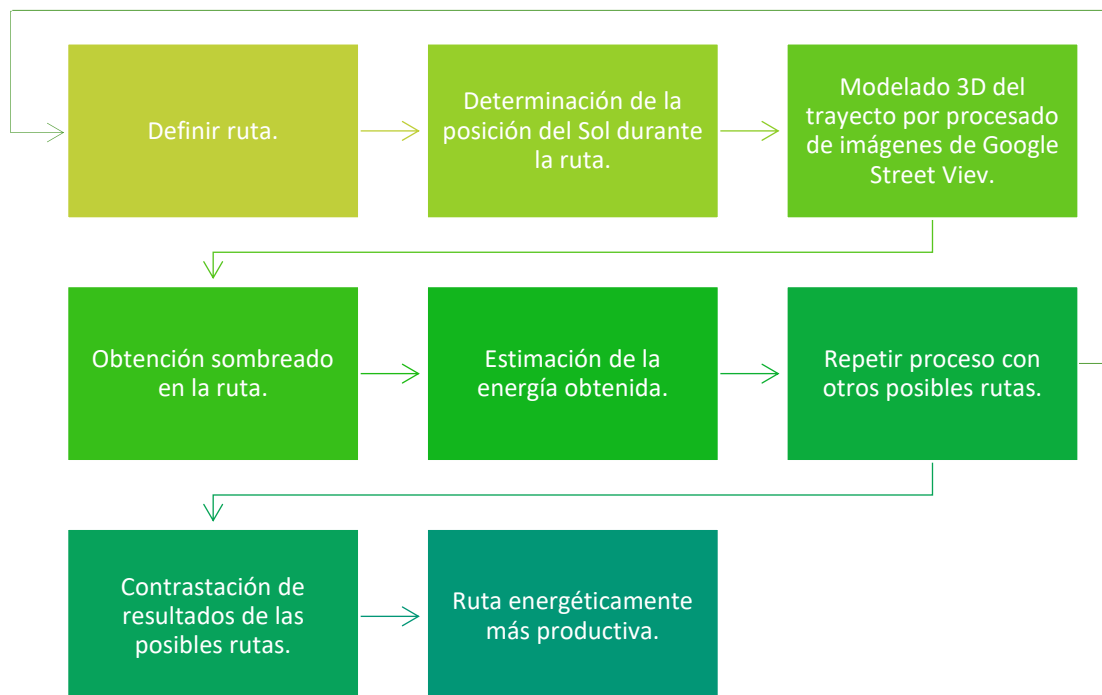 Definir ruta.
Determinación de la
posición del Sol durante
la ruta.
Modelado 3D del
trayecto por procesado
de imágenes de Google
Street Viev.
Obtención sombreado
en la ruta.
Estimación de la
energía obtenida.
Repetir proceso con
otros posibles rutas.
Contrastación de
resultados de las
posibles rutas.
Ruta energéticamente
más productiva.